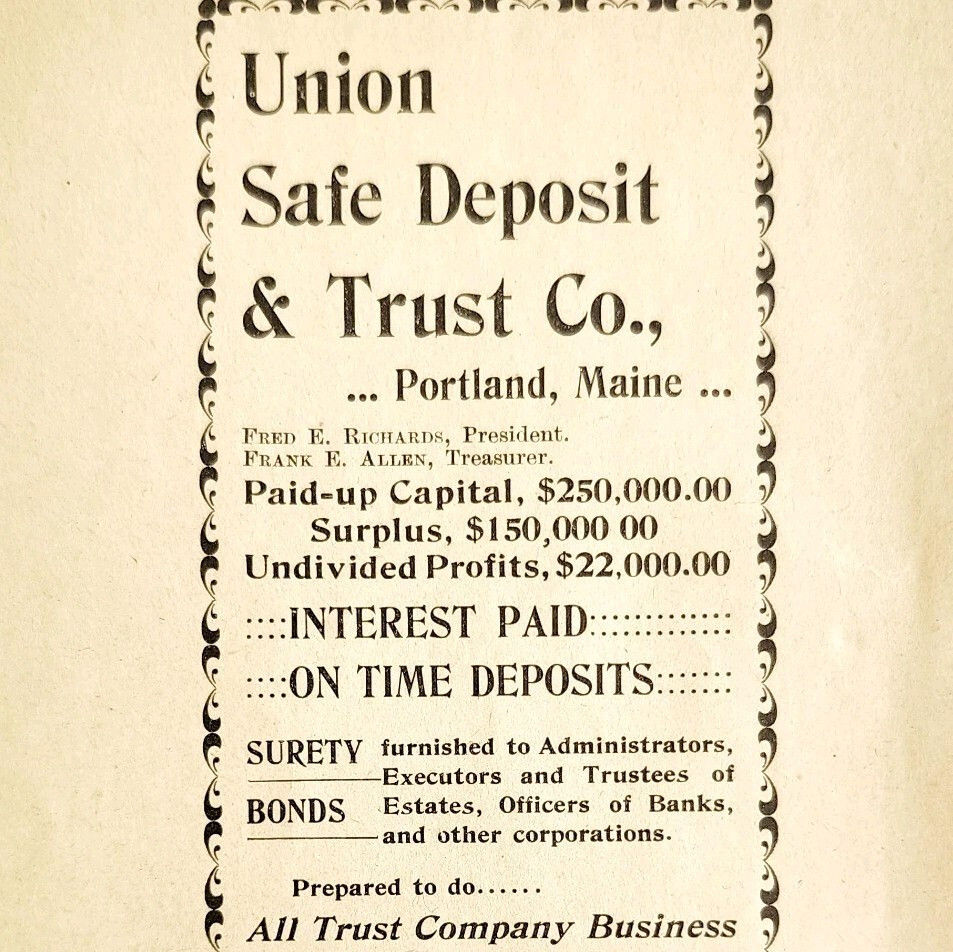 Union
Safe Deposit
& Trust Co.,
... Portland, Maine ...
FRED E. RICHARDS, President.
FRANK E. ALLEN, Treasurer.
Paid-up Capital, $250,000.00
Surplus, $150,000 00
Undivided Profits, $22,000.00
::::INTEREST PAID:::::::::::::
::::ON TIME DEPOSITS:::::::
SURETY furnished to Administrators,
Executors and Trustees of
BONDS Estates, Officers of Banks,
and other corporations.
Prepared to do......
All Trust Company Business